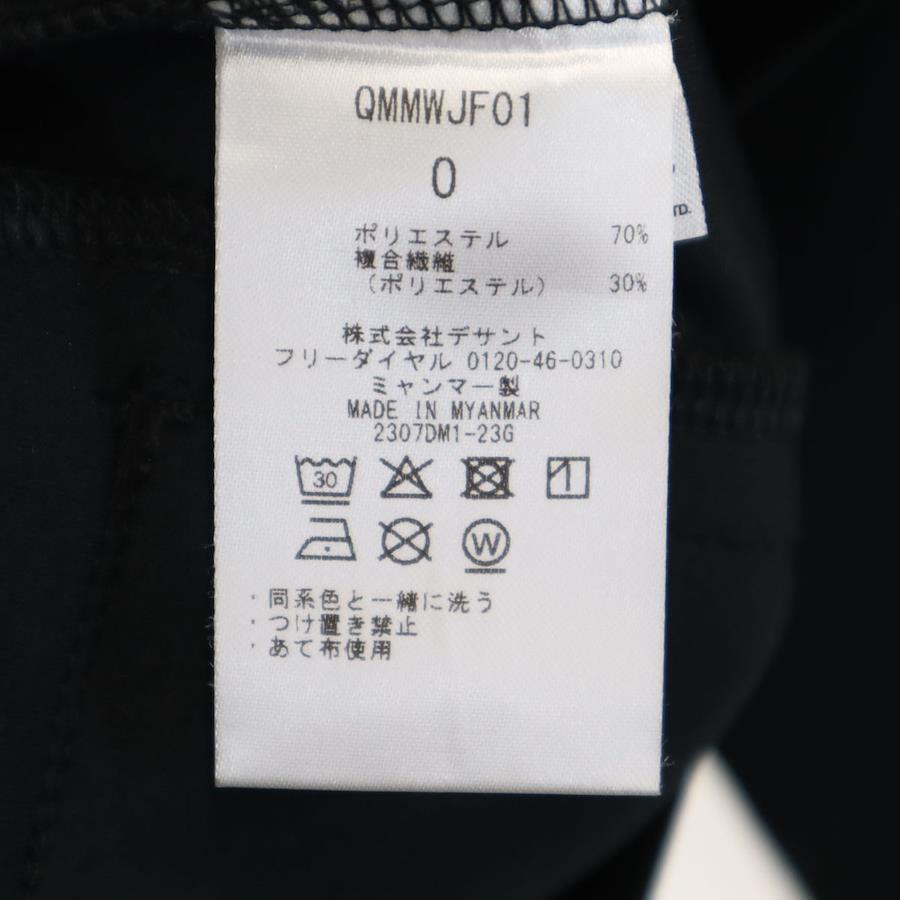 QMMWJF01
0
ポリエステル 70%
複合繊維
(ポリエステル) 30%
株式会社デサント
フリーダイヤル 0120-46-0310
ミャンマー製
MADE IN MYANMAR
2307DM1-23G
30
W
・同系色と一緒に洗う
・つけ置き禁止
・あて布使用
TD.